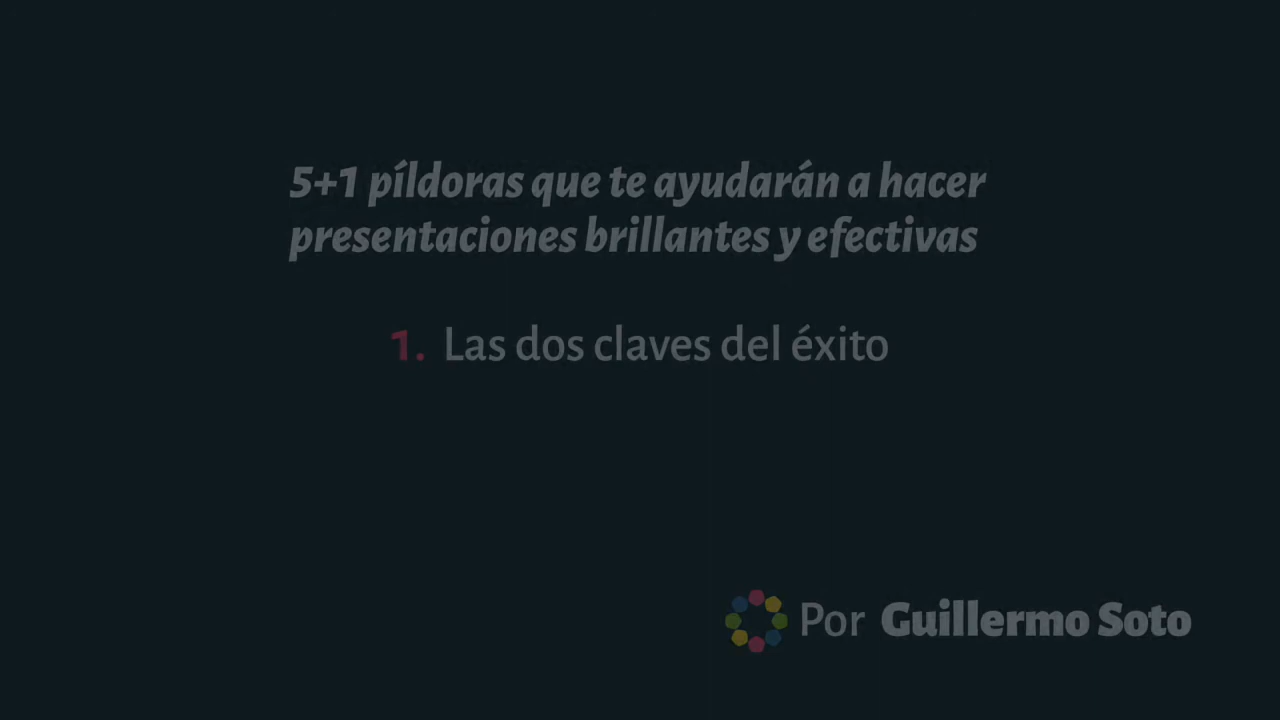 5+1 píldoras que te ayudarán a hacer
presentaciones brillantes y efectivas
1. Las dos claves del éxito
Por Guillermo Soto